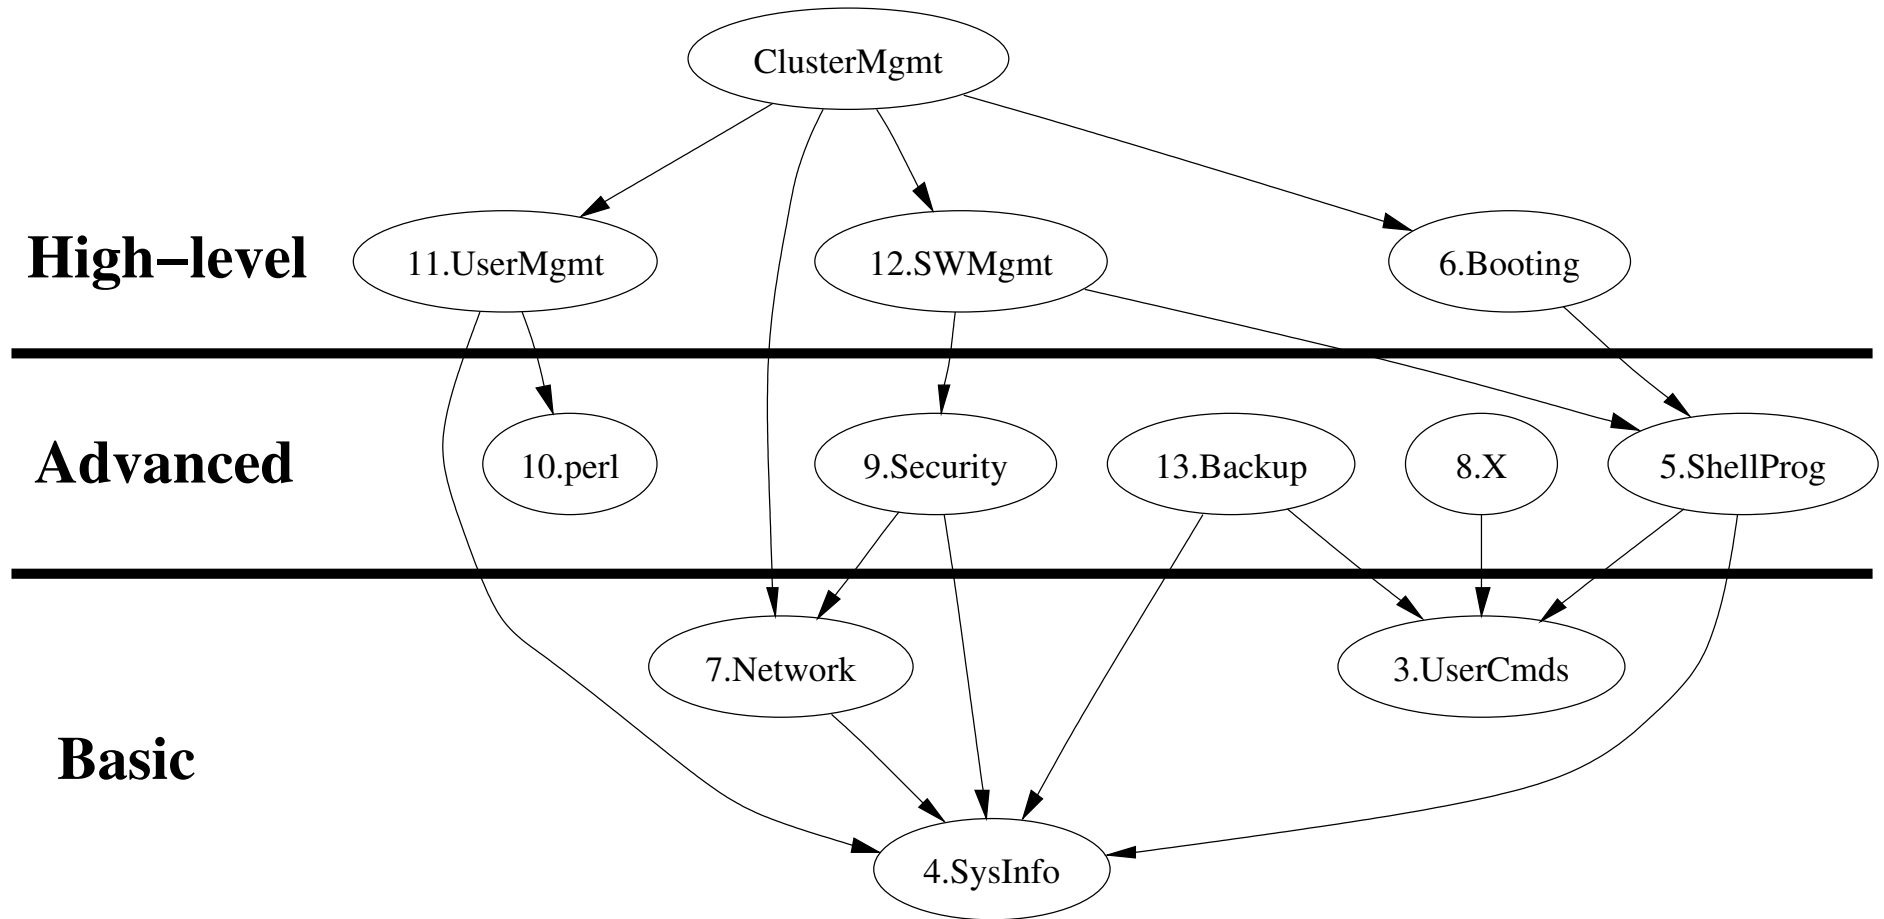 ClusterMgmt
High–level
11.UserMgmt
12.SWMgmt
6.Booting
Advanced
10.perl
9.Security
13.Backup
8.X
5.ShellProg
7.Network
3.UserCmds
Basic
4.SysInfo